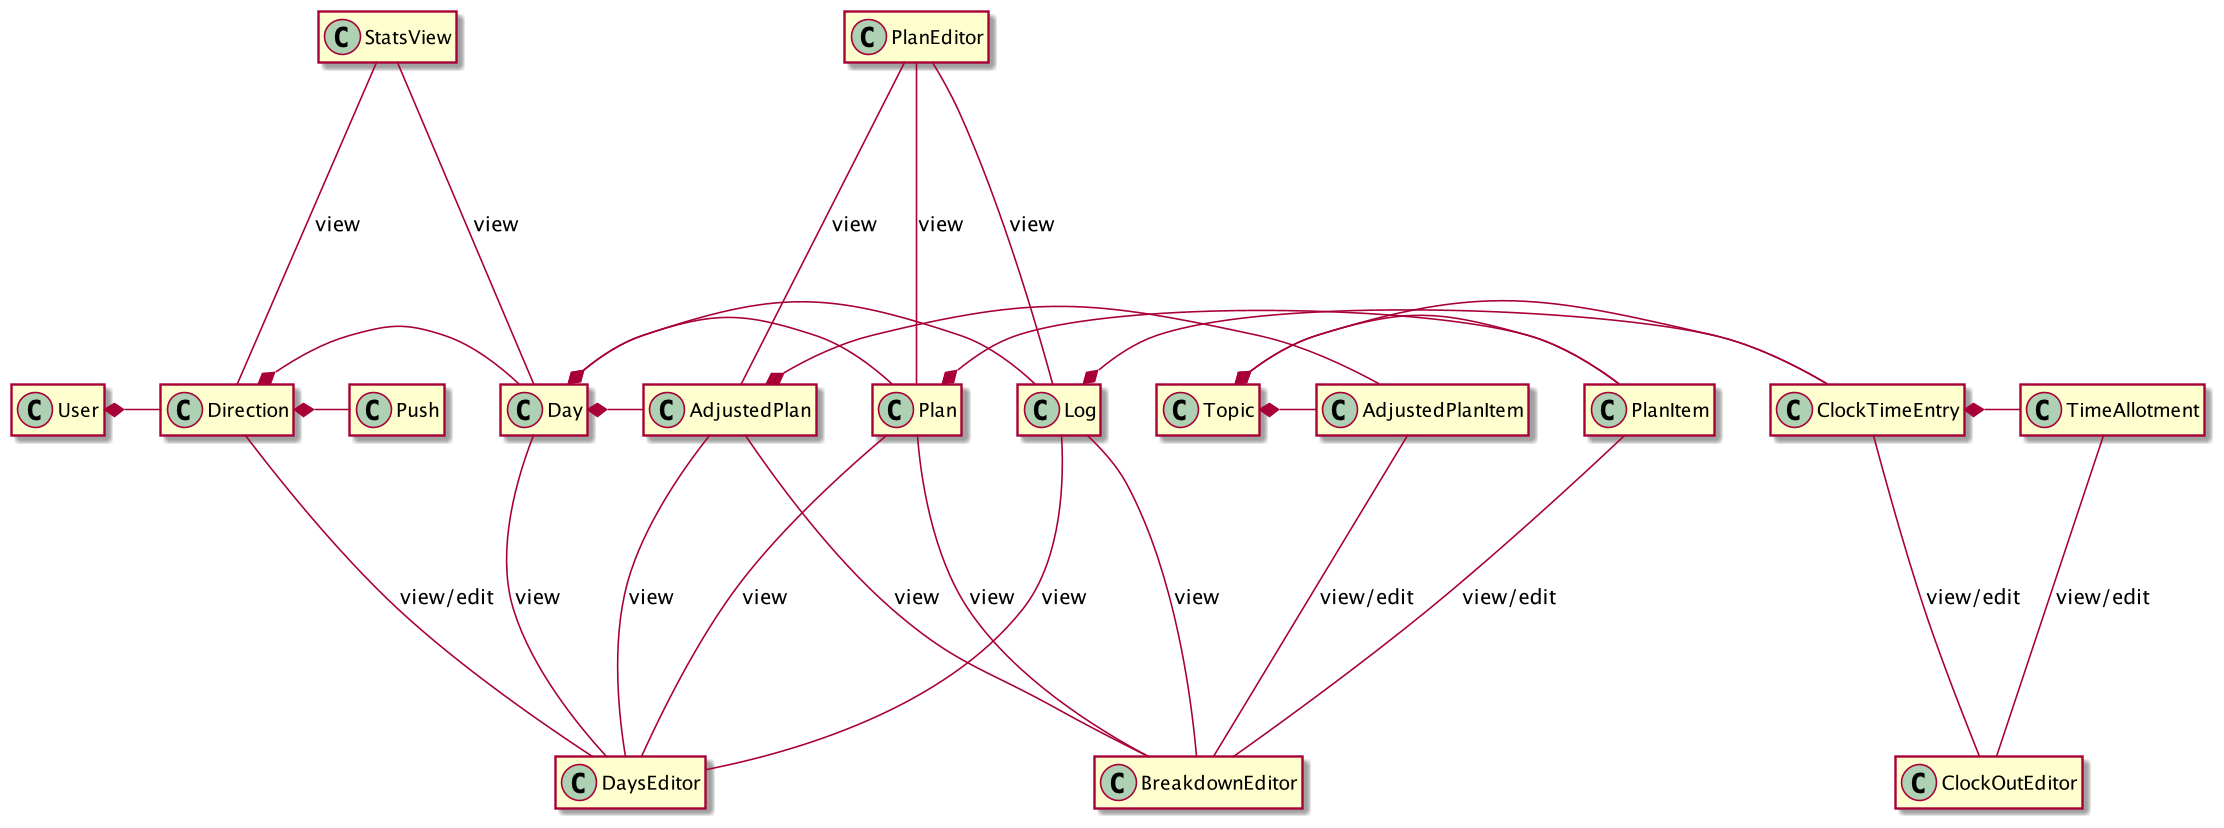 C StatsView
C PlanEditor
view
view
view
view
view
C User
C Direction
C Push
C Day
C AdjustedPlan
C Plan
C Log
C Topic
C AdjustedPlanItem
C PlanItem
C ClockTimeEntry
C TimeAllotment
view/edit
view
view
view
view
view
view
view
view/edit
view/edit
view/edit
view/edit
C DaysEditor
C BreakdownEditor
C ClockOutEditor